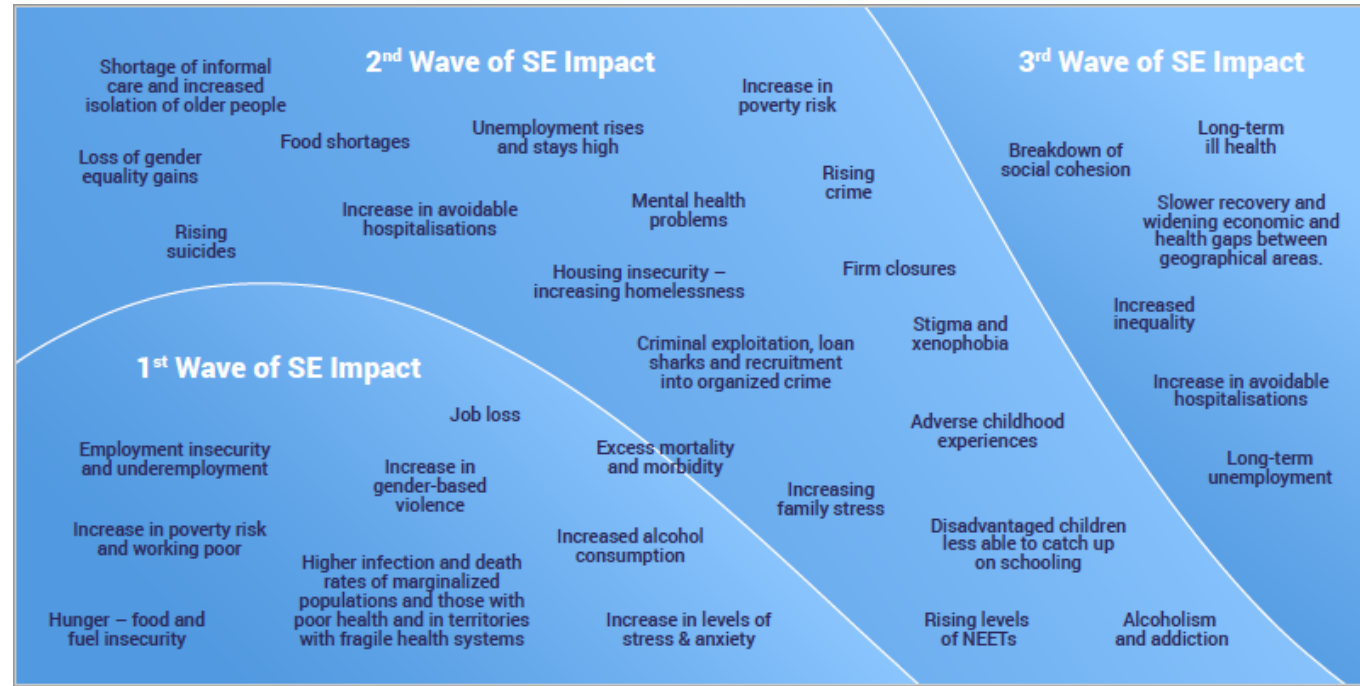 2nd Wave of SE Impact
Shortage of informal
care and increased
isolation of older people
Increase in
poverty risk
Food shortages
Unemployment rises
and stays high
Loss of gender
equality gains
Rising
crime
Increase in avoidable
hospitalisations
Mental health
problems
Rising
suicides
Housing insecurity –
increasing homelessness
Firm closures
Stigma and
xenophobia
Criminal exploitation, loan
sharks and recruitment
into organized crime
Adverse childhood
experiences
Excess mortality
and morbidity
Increasing
family stress
Disadvantaged children
less able to catch up
on schooling
Rising levels
of NEETs
Alcoholism
and addiction
1st Wave of SE Impact
Job loss
Employment insecurity
and underemployment
Increase in
gender-based
violence
Increase in poverty risk
and working poor
Increased alcohol
consumption
Higher infection and death
rates of marginalized
populations and those with
poor health and in territories
with fragile health systems
Hunger – food and
fuel insecurity
Increase in levels of
stress & anxiety
3rd Wave of SE Impact
Long-term
ill health
Breakdown of
social cohesion
Slower recovery and
widening economic and
health gaps between
geographical areas.
Increased
inequality
Increase in avoidable
hospitalisations
Long-term
unemployment